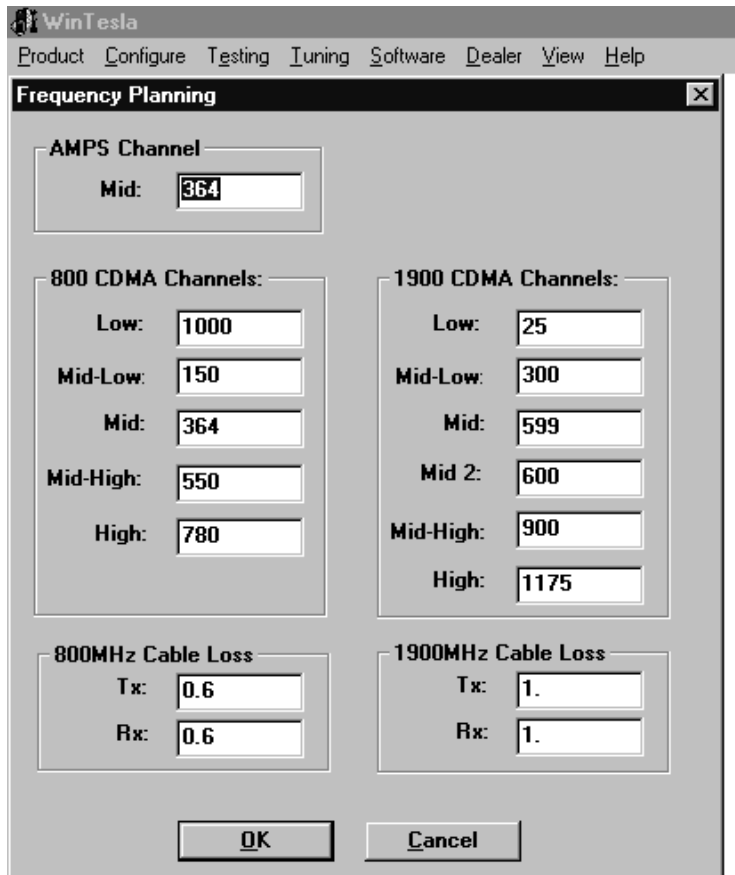 WinTesla
Product Configure Testing Tuning Software Dealer View Help
Frequency Planning
AMPS Channel
Mid: 364
800 CDMA Channels:
Low: 1000
Mid-Low: 150
Mid: 364
Mid-High: 550
High: 780
1900 CDMA Channels:
Low: 25
Mid-Low: 300
Mid: 599
Mid 2: 600
Mid-High: 900
High: 1175
800MHz Cable Loss
Tx: 0.6
Rx: 0.6
1900MHz Cable Loss
Tx: 1.
Rx: 1.
OK Cancel